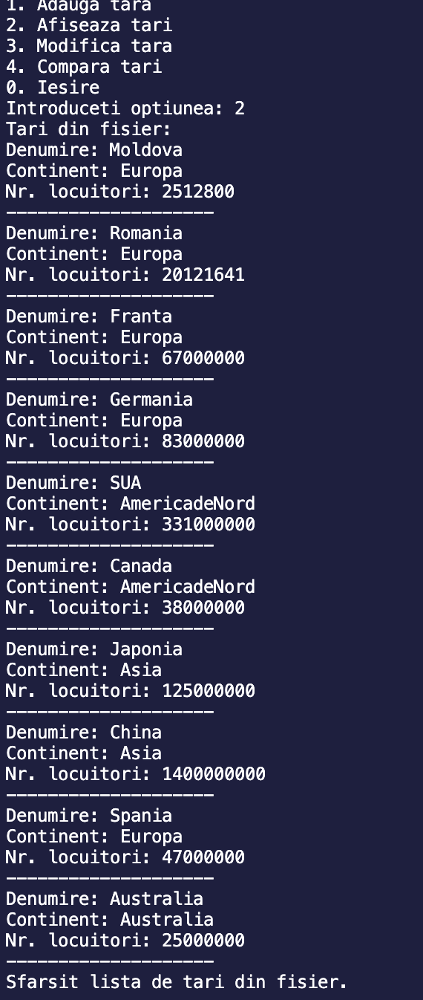 1. Adauga tara
2. Afiseaza tari
3. Modifica tara
4. Compara tari
0. Iesire
Introduceti optiunea: 2
Tari din fisier:
Denumire: Moldova
Continent: Europa
Nr. locuitori: 2512800
--------------------
Denumire: Romania
Continent: Europa
Nr. locuitori: 20121641
--------------------
Denumire: Franta
Continent: Europa
Nr. locuitori: 67000000
--------------------
Denumire: Germania
Continent: Europa
Nr. locuitori: 83000000
--------------------
Denumire: SUA
Continent: AmericadeNord
Nr. locuitori: 331000000
--------------------
Denumire: Canada
Continent: AmericadeNord
Nr. locuitori: 38000000
--------------------
Denumire: Japonia
Continent: Asia
Nr. locuitori: 125000000
--------------------
Denumire: China
Continent: Asia
Nr. locuitori: 1400000000
--------------------
Denumire: Spania
Continent: Europa
Nr. locuitori: 47000000
--------------------
Denumire: Australia
Continent: Australia
Nr. locuitori: 25000000
--------------------
Sfarsit lista de tari din fisier.